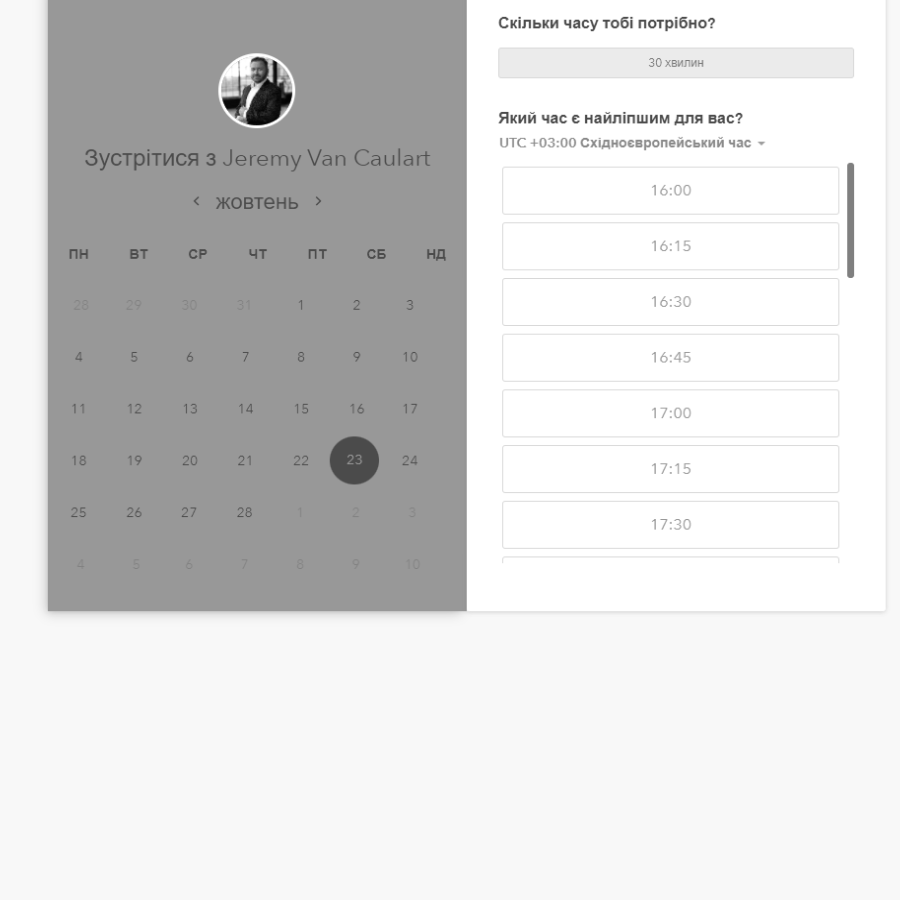 Зустрітися з Jeremy Van Caulart
жовтень
ПН ВТ СР ЧТ ПТ СБ НД
28 29 30 31 1 2 3
4 5 6 7 8 9 10
11 12 13 14 15 16 17
18 19 20 21 22 23 24
25 26 27 28 1 2 3
4 5 6 7 8 9 10
Скільки часу тобі потрібно?
30 хвилин
Який час є найліпшим для вас?
UTC +03:00 Східноєвропейський час
16:00
16:15
16:30
16:45
17:00
17:15
17:30